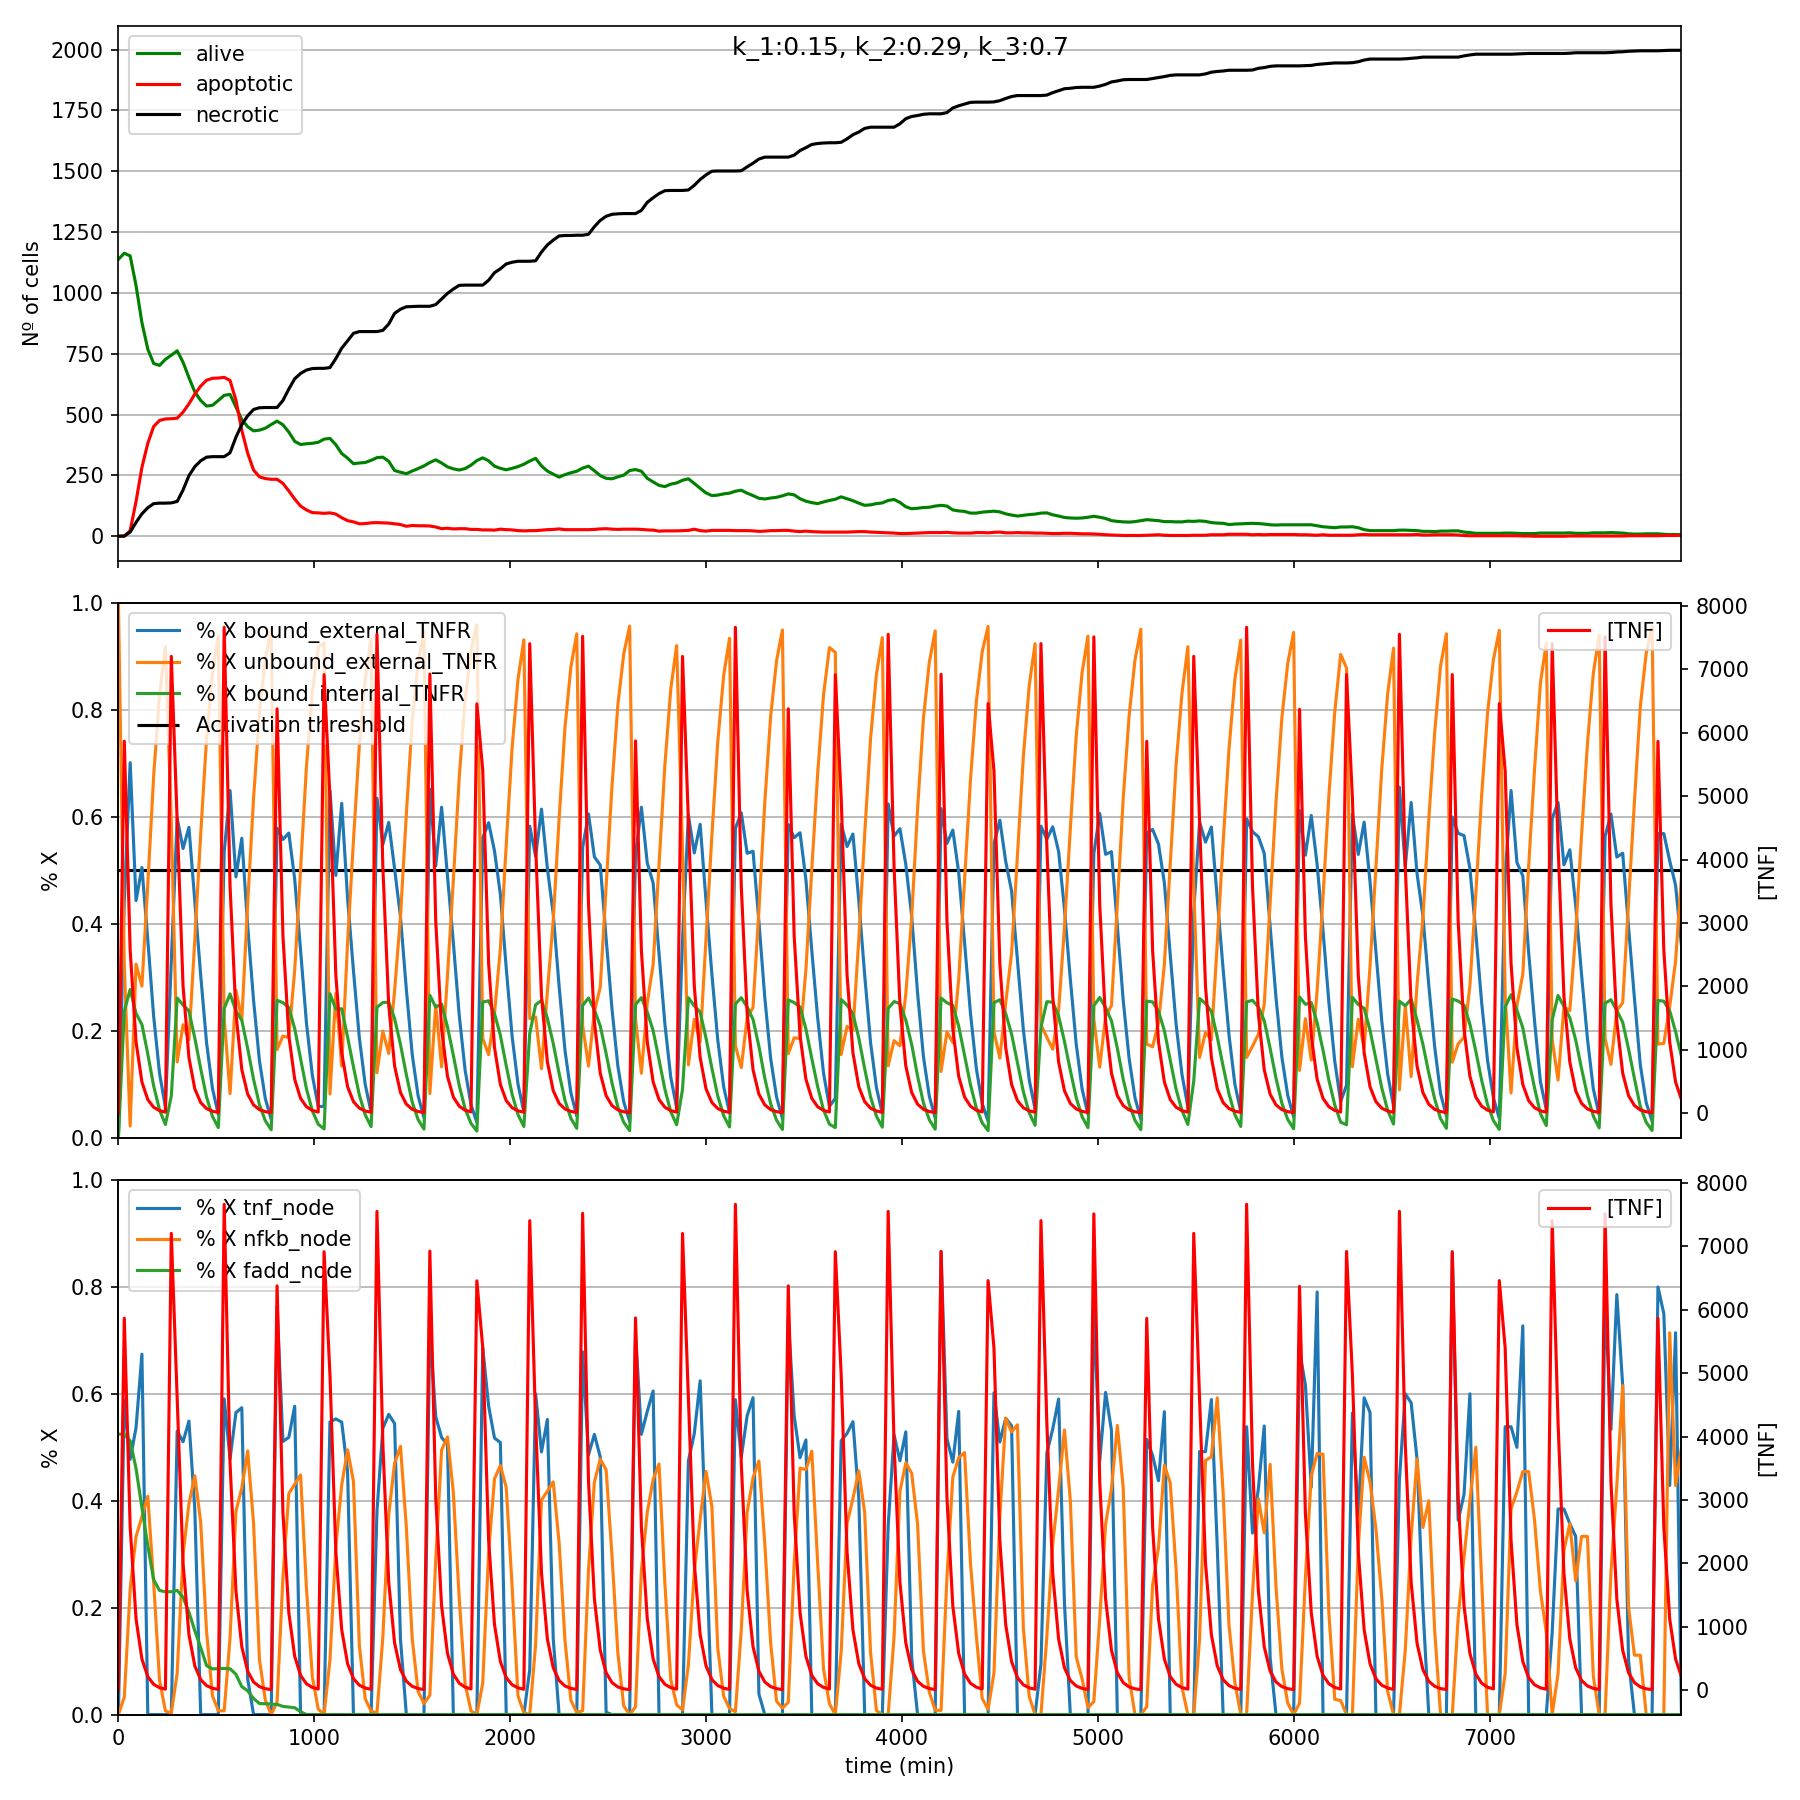 k_1:0.15, k_2:0.29, k_3:0.7
alive
apoptotic
necrotic
2000
1750
1500
1250
1000
750
500
250
0
Nº of cells
% X bound_external_TNFR
% X unbound_external_TNFR
% X bound_internal_TNFR
Activation threshold
[TNF]
1.0
0.8
0.6
0.4
0.2
0.0
% X
8000
7000
6000
5000
4000
3000
2000
1000
0
[TNF]
% X tnf_node
% X nfkb_node
% X fadd_node
[TNF]
1.0
0.8
0.6
0.4
0.2
0.0
% X
8000
7000
6000
5000
4000
3000
2000
1000
0
[TNF]
0 1000 2000 3000 4000 5000 6000 7000
time (min)